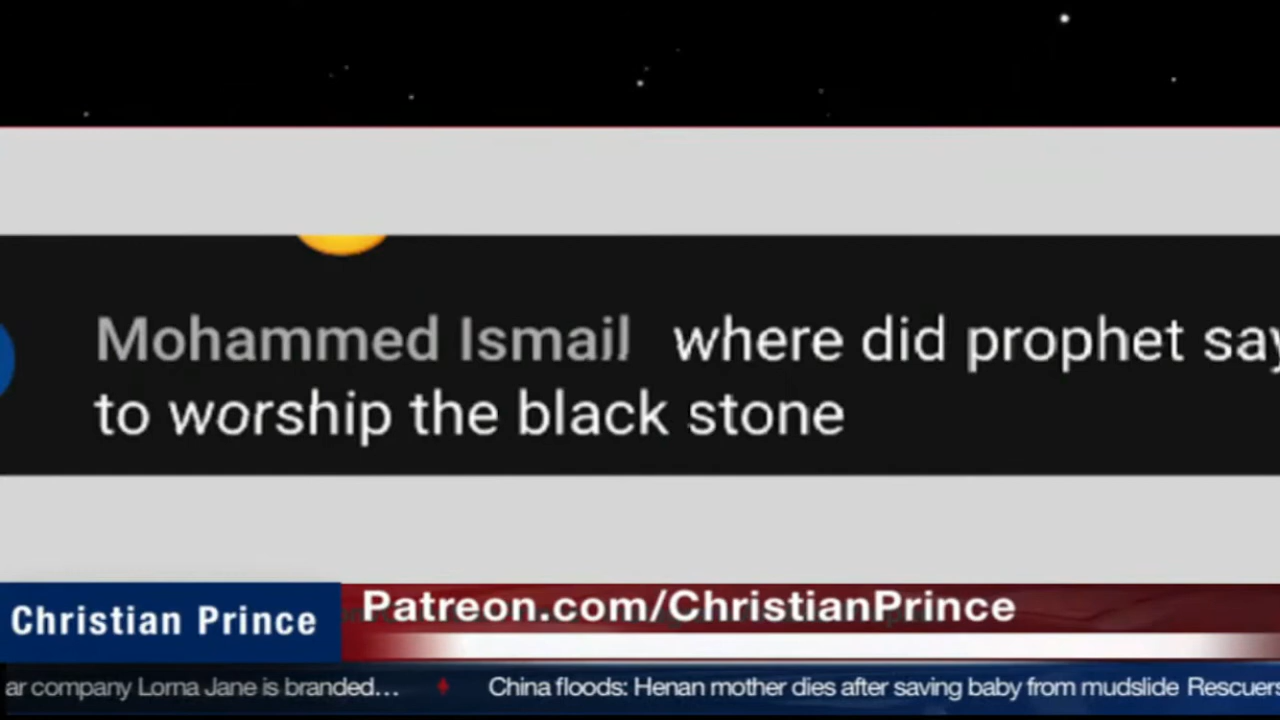 Mohammed Ismail where did prophet say
to worship the black stone
Christian Prince
Patreon.com/ChristianPrince
ar company Lorna Jane is branded... China floods: Henan mother dies after saving baby from mudslide Rescuers